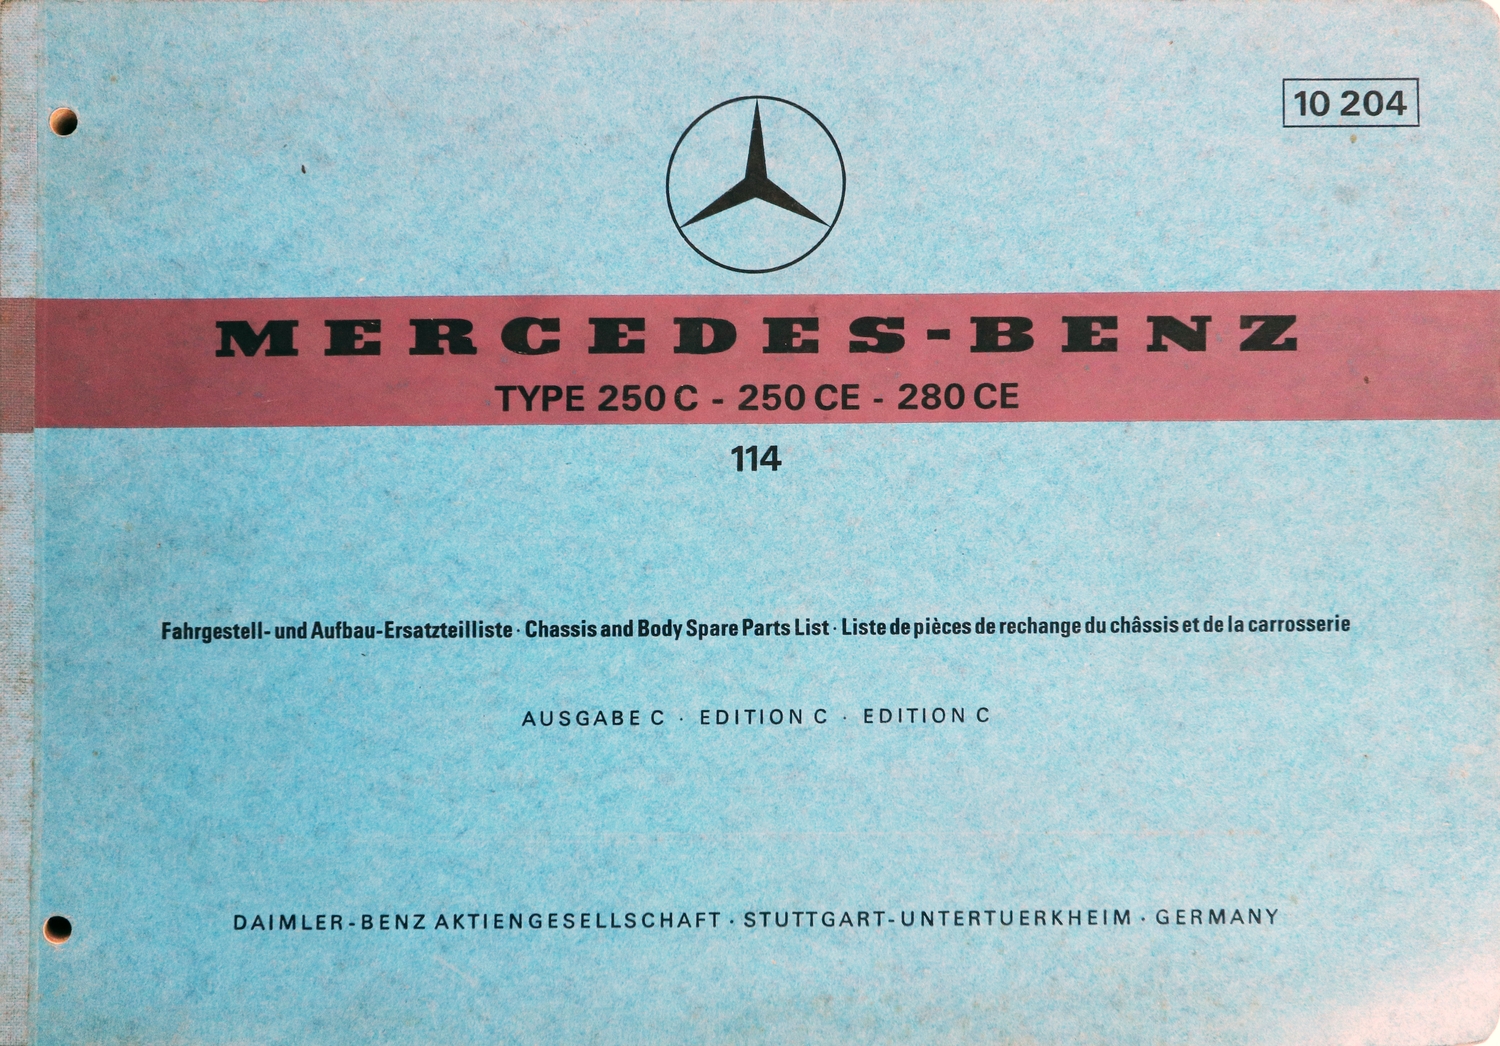 10 204
MERCEDES-BENZ
TYPE 250 C - 250 CE - 280 CE
114
Fahrgestell- und Aufbau-Ersatzteilliste · Chassis and Body Spare Parts List · Liste de pièces de rechange du châssis et de la carrosserie
AUSGABE C · EDITION C · EDITION C
DAIMLER-BENZ AKTIENGESELLSCHAFT · STUTTGART-UNTERTUERKHEIM · GERMANY